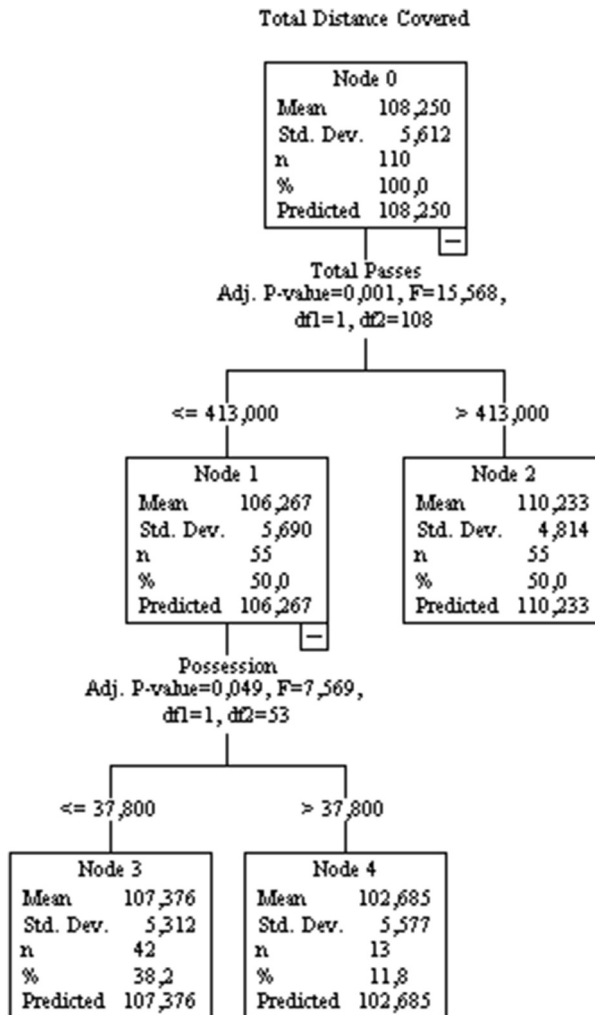 Total Distance Covered
Node 0
Mean 108,250
Std. Dev. 5,612
n 110
% 100,0
Predicted 108,250
Total Passes
Adj. P-value=0,001, F=15,568,
df1=1, df2=108
<= 413,000
> 413,000
Node 1
Mean 106,267
Std. Dev. 5,690
n 55
% 50,0
Predicted 106,267
Node 2
Mean 110,233
Std. Dev. 4,814
n 55
% 50,0
Predicted 110,233
Possession
Adj. P-value=0,049, F=7,569,
df1=1, df2=53
<= 37,800
> 37,800
Node 3
Mean 107,376
Std. Dev. 5,312
n 42
% 38,2
Predicted 107,376
Node 4
Mean 102,685
Std. Dev. 5,577
n 13
% 11,8
Predicted 102,685